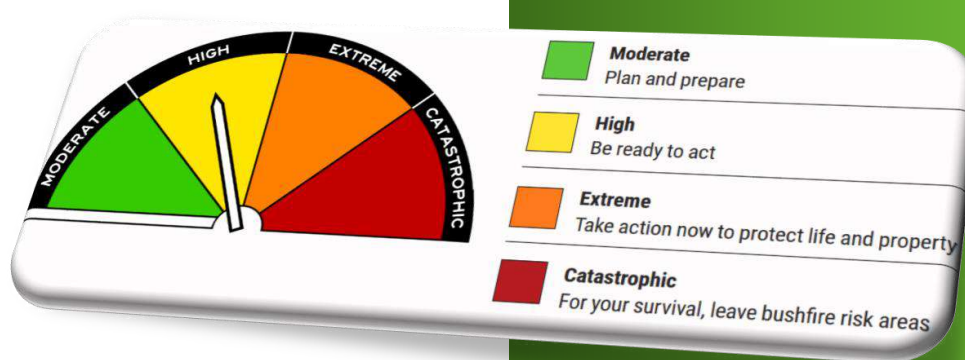 MODERATE
HIGH
EXTREME
CATASTROPHIC
Moderate
Plan and prepare
High
Be ready to act
Extreme
Take action now to protect life and property
Catastrophic
For your survival, leave bushfire risk areas